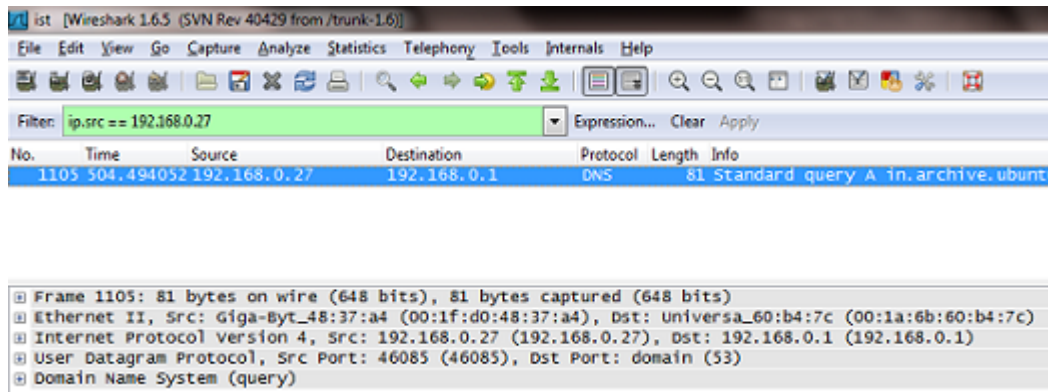 ist [Wireshark 1.6.5 (SVN Rev 40429 from /trunk-1.6)]
File Edit View Go Capture Analyze Statistics Telephony Tools Internals Help
Filter: ip.src == 192.168.0.27 Expression... Clear Apply
No. Time Source Destination Protocol Length Info
1105 504.494052 192.168.0.27 192.168.0.1 DNS 81 Standard query A in.archive.ubunt
Frame 1105: 81 bytes on wire (648 bits), 81 bytes captured (648 bits)
Ethernet II, Src: Giga-Byt_48:37:a4 (00:1f:d0:48:37:a4), Dst: Universa_60:b4:7c (00:1a:6b:60:b4:7c)
Internet Protocol Version 4, Src: 192.168.0.27 (192.168.0.27), Dst: 192.168.0.1 (192.168.0.1)
User Datagram Protocol, Src Port: 46085 (46085), Dst Port: domain (53)
Domain Name System (query)